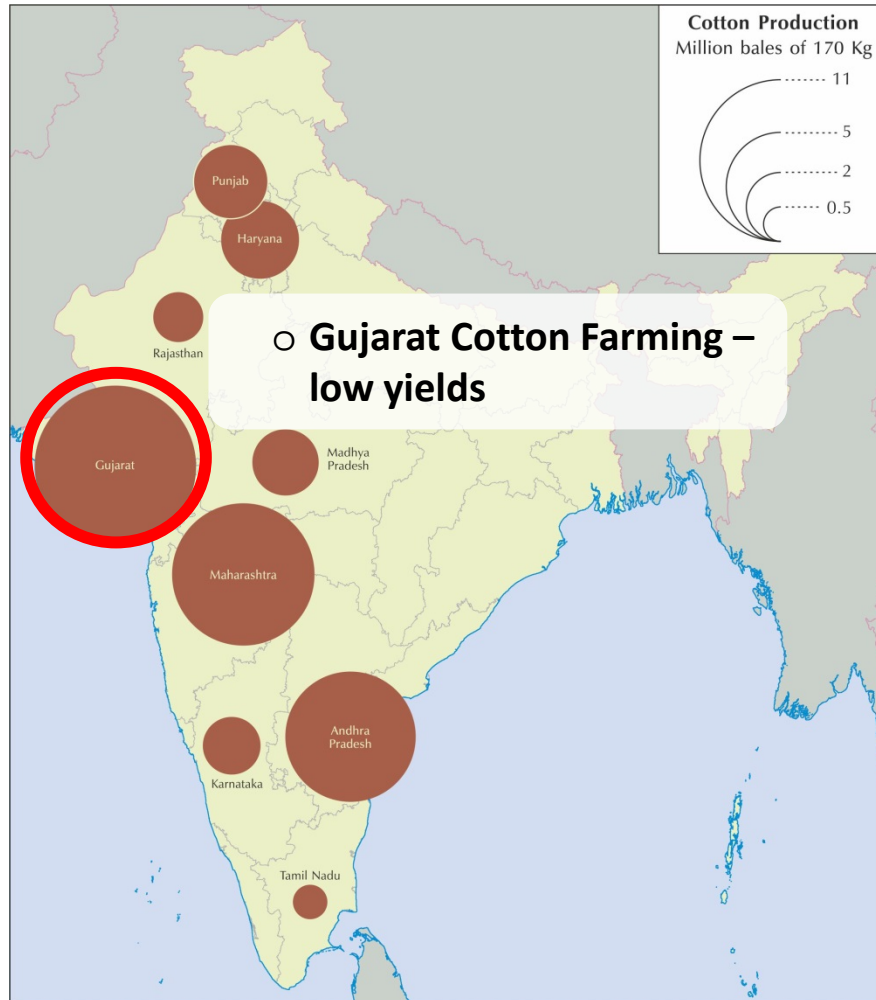 Cotton Production
Million bales of 170 Kg
11
5
2
0.5
Punjab
Haryana
Rajasthan
○ Gujarat Cotton Farming –
low yields
Gujarat
Madhya
Pradesh
Maharashtra
Andhra
Pradesh
Karnataka
Tamil Nadu